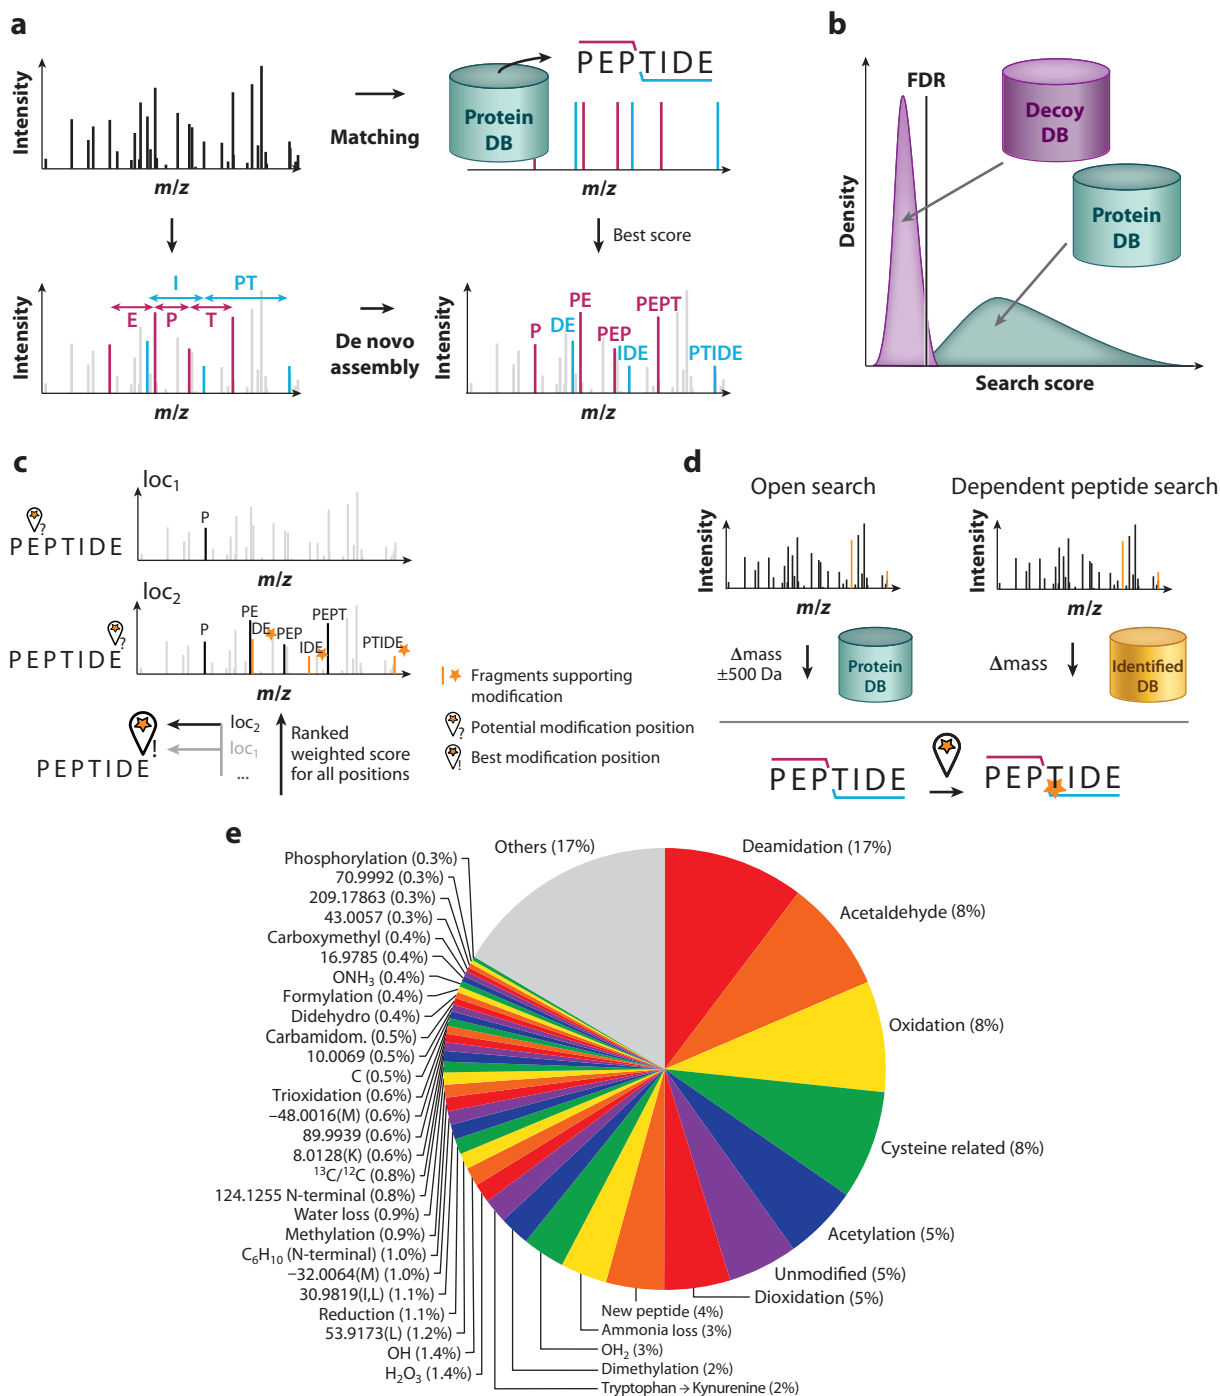 a
Intensity
m/z
Matching
Protein
DB
PEPTIDE
m/z
Best score
Intensity
E
P
T
I
PT
m/z
De novo
assembly
Intensity
P
DE
PE
PEP
IDE
PEPT
PTIDE
m/z
b
Density
FDR
Decoy
DB
Protein
DB
Search score
c
loc1
?
PEPTIDE
P
m/z
loc2
?
PEPTIDE
P
PE
DE
PEP
IDE
PEPT
PTIDE
m/z
PEPTIDE
!
loc2
loc1
...
Ranked
weighted score
for all positions
Fragments supporting
modification
?
Potential modification position
!
Best modification position
d
Open search
Intensity
m/z
Δmass
±500 Da
Protein
DB
Dependent peptide search
Intensity
m/z
Δmass
Identified
DB
PEPTIDE
PEPTIDE
e
Others (17%)
Deamidation (17%)
Acetaldehyde (8%)
Oxidation (8%)
Cysteine related (8%)
Acetylation (5%)
Unmodified (5%)
Dioxidation (5%)
New peptide (4%)
Ammonia loss (3%)
OH2 (3%)
Dimethylation (2%)
Tryptophan → Kynurenine (2%)
Phosphorylation (0.3%)
70.9992 (0.3%)
209.17863 (0.3%)
43.0057 (0.3%)
Carboxymethyl (0.4%)
16.9785 (0.4%)
ONH3 (0.4%)
Formylation (0.4%)
Didehydro (0.4%)
Carbamidom. (0.5%)
10.0069 (0.5%)
C (0.5%)
Trioxidation (0.6%)
−48.0016(M) (0.6%)
89.9939 (0.6%)
8.0128(K) (0.6%)
13C/12C (0.8%)
124.1255 N-terminal (0.8%)
Water loss (0.9%)
Methylation (0.9%)
C6H10 (N-terminal) (1.0%)
−32.0064(M) (1.0%)
30.9819(I,L) (1.1%)
Reduction (1.1%)
53.9173(L) (1.2%)
OH (1.4%)
H2O3 (1.4%)